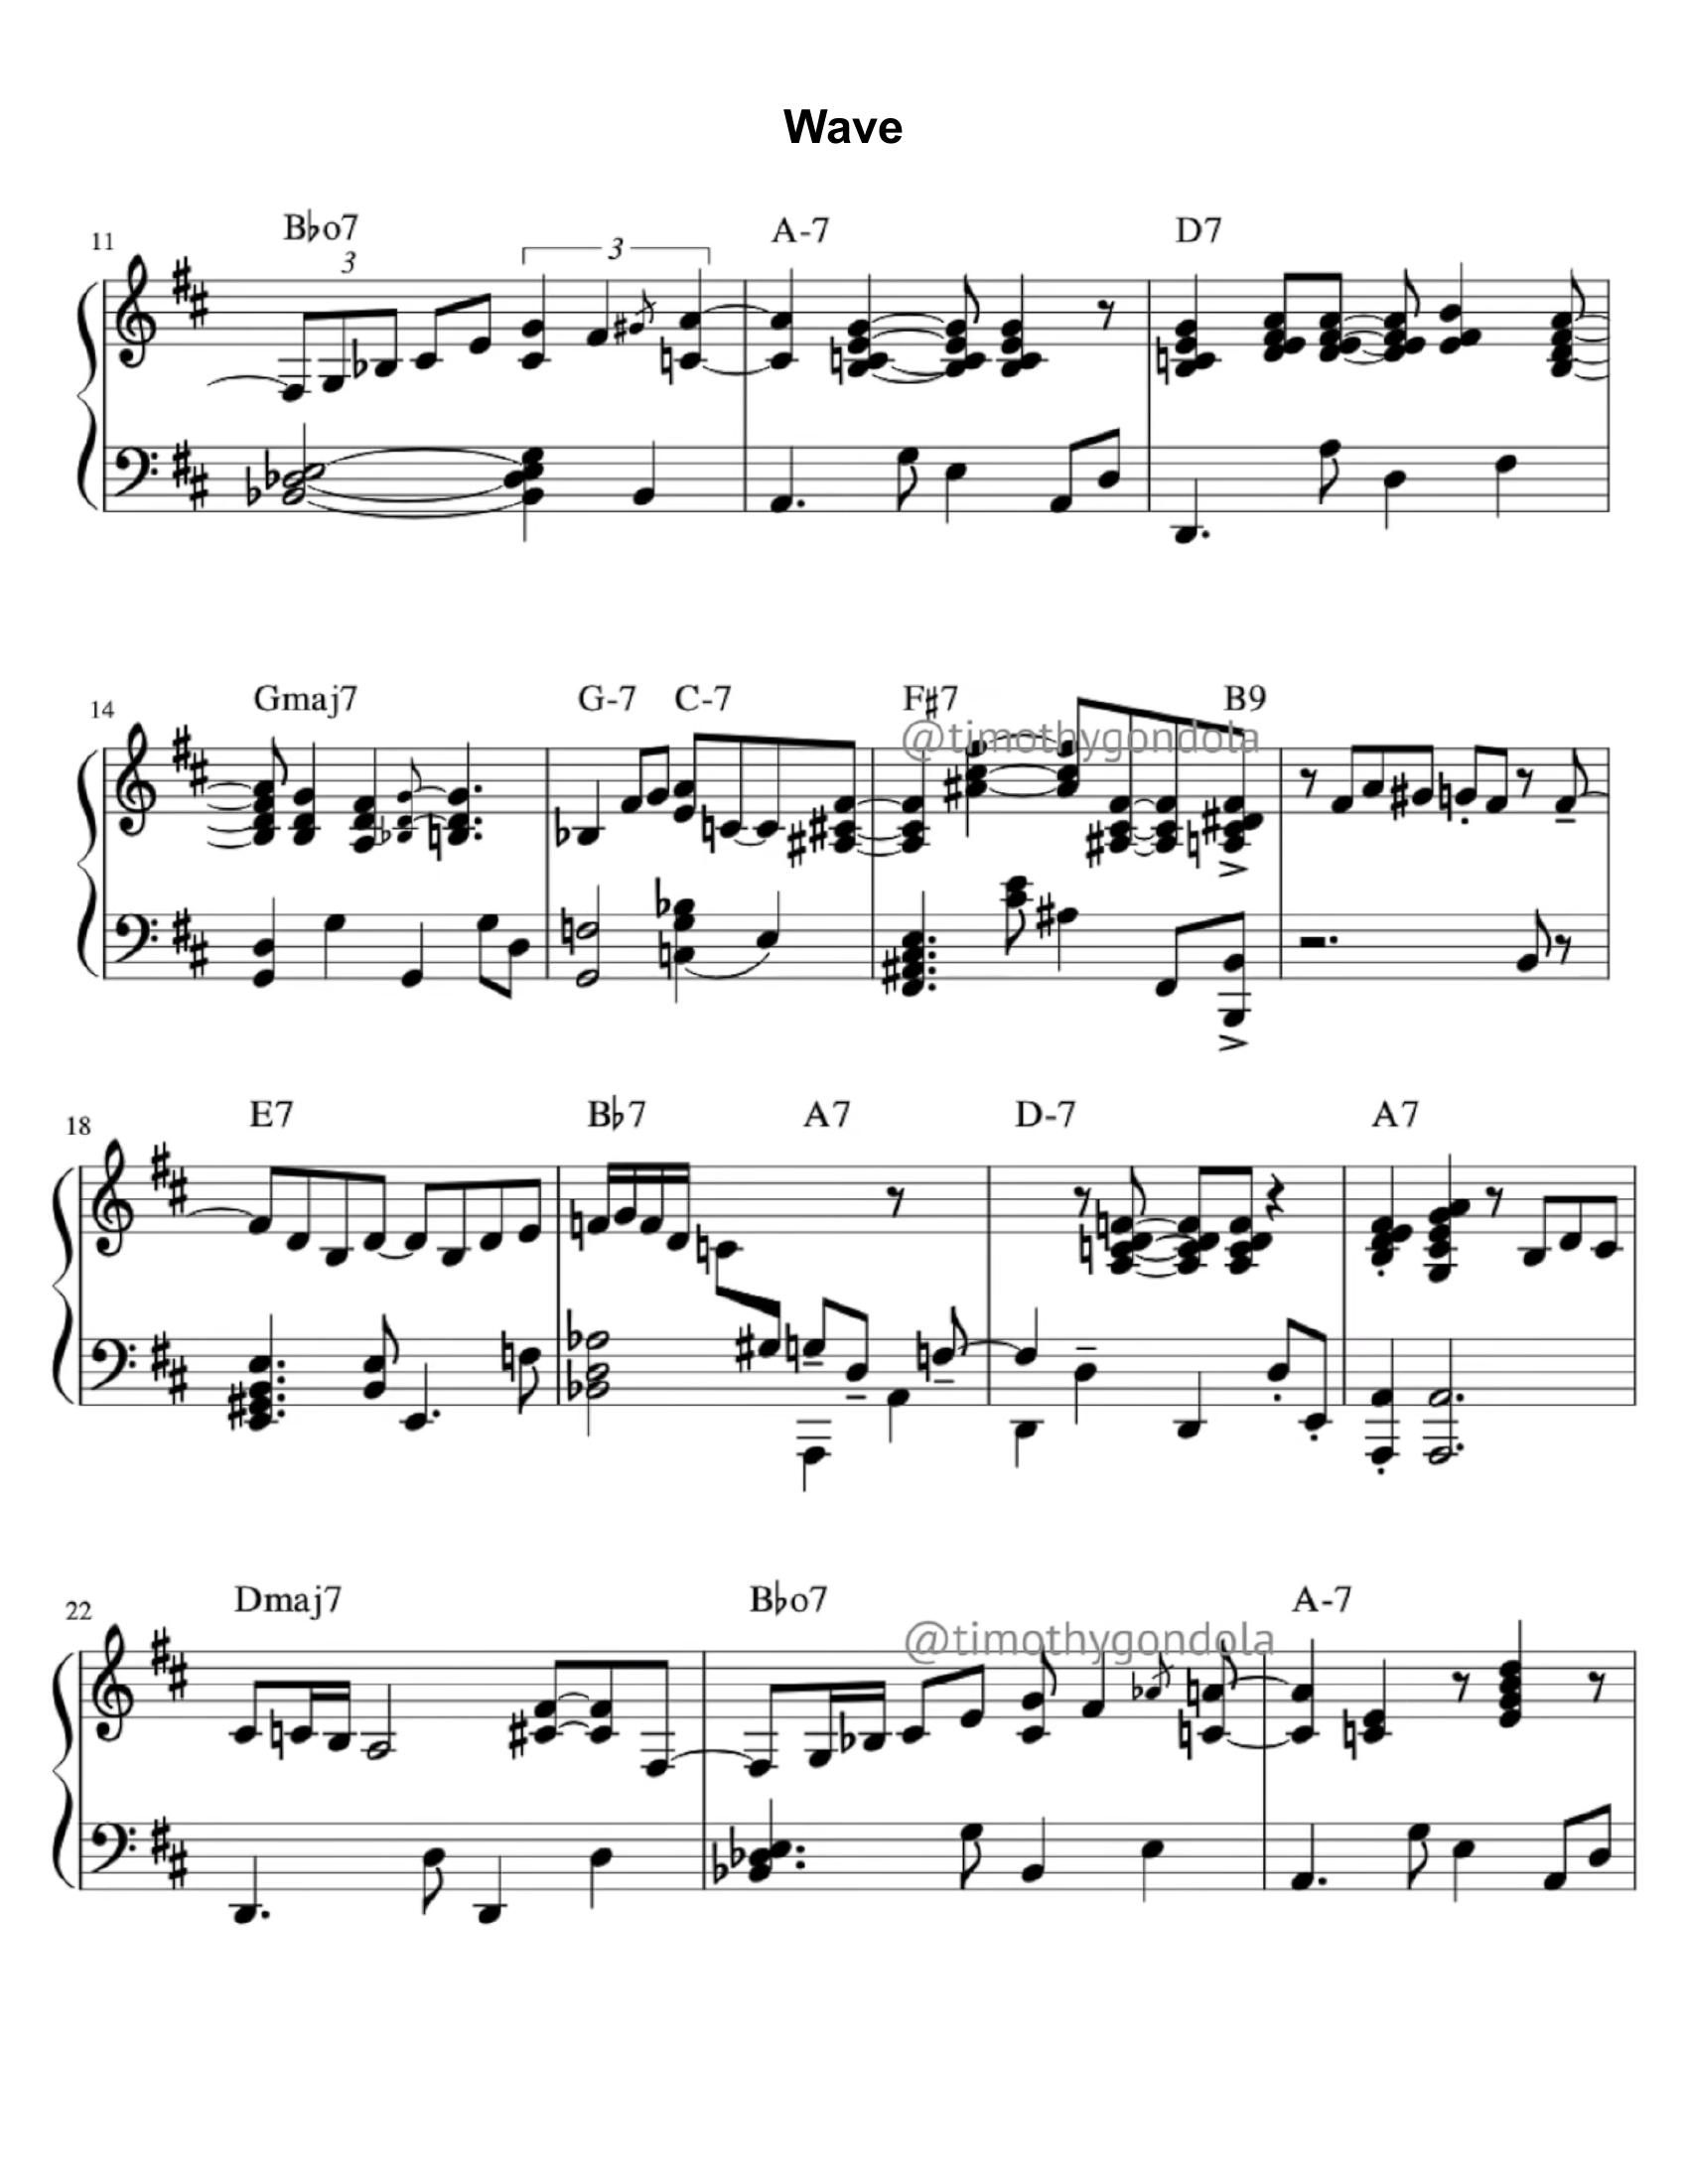 Wave
11 B♭o7 A-7 D7
3 3
14 Gmaj7 G-7 C-7 F#7 B9
@timothygondola
18 E7 B♭7 A7 D-7 A7
22 Dmaj7 B♭o7 A-7
@timothygondola